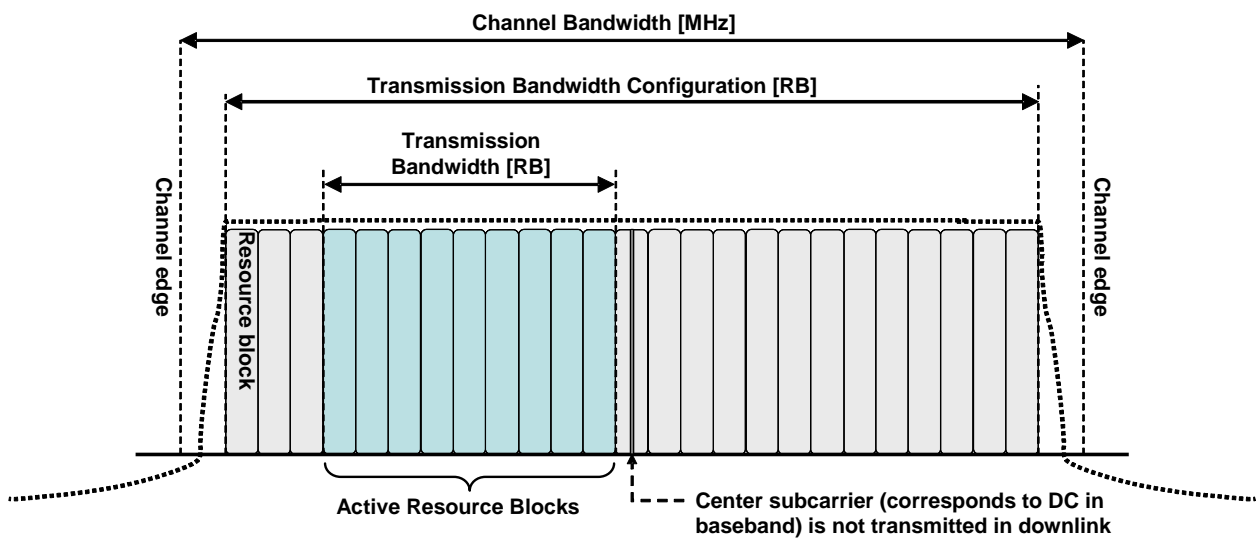 Channel Bandwidth [MHz]
Transmission Bandwidth Configuration [RB]
Transmission
Bandwidth [RB]
Channel edge
Channel edge
Resource block
Active Resource Blocks
Center subcarrier (corresponds to DC in
baseband) is not transmitted in downlink